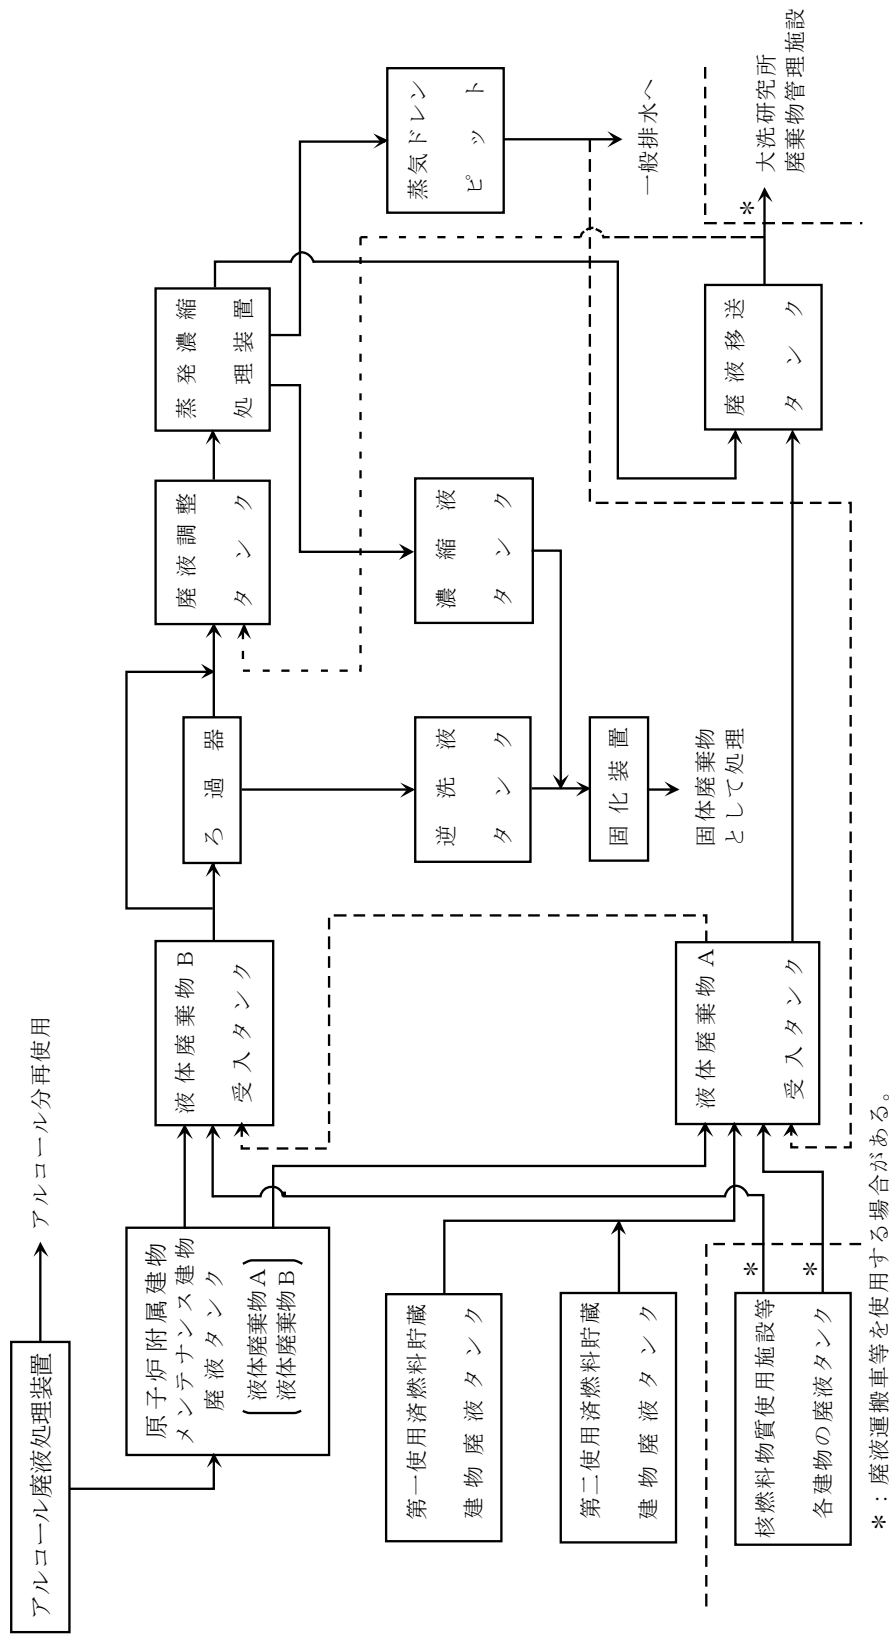 アルコール廃液処理装置
アルコール分再使用
原子炉附属建物
メンテナンス建物
廃液タンク
液体廃棄物A
液体廃棄物B
第一使用済燃料貯蔵
建物廃液タンク
第二使用済燃料貯蔵
建物廃液タンク
核燃料物質使用施設等
各建物の廃液タンク
*
*
液体廃棄物B
受入タンク
液体廃棄物A
受入タンク
ろ過器
逆洗液
タンク
固化装置
固体廃棄物
として処理
廃液調整
タンク
濃縮液
タンク
蒸発濃縮
処理装置
廃液移送
タンク
蒸気ドレン
ピット
一般排水へ
*
大洗研究所
廃棄物管理施設
*：廃液運搬車等を使用する場合がある。